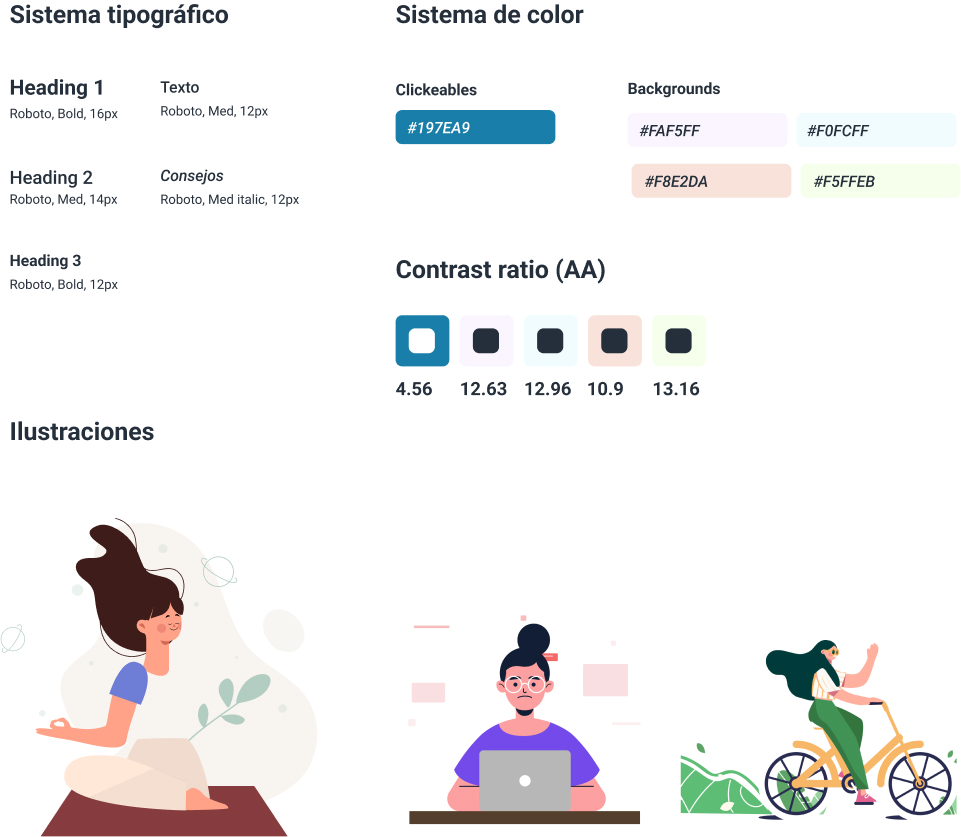 Sistema tipográfico
Heading 1
Roboto, Bold, 16px
Texto
Roboto, Med, 12px
Heading 2
Roboto, Med, 14px
Consejos
Roboto, Med italic, 12px
Heading 3
Roboto, Bold, 12px
Sistema de color
Clickeables
#197EA9
Backgrounds
#FAF5FF
#F0FCFF
#F8E2DA
#F5FFEB
Contrast ratio (AA)
4.56
12.63
12.96
10.9
13.16
Ilustraciones